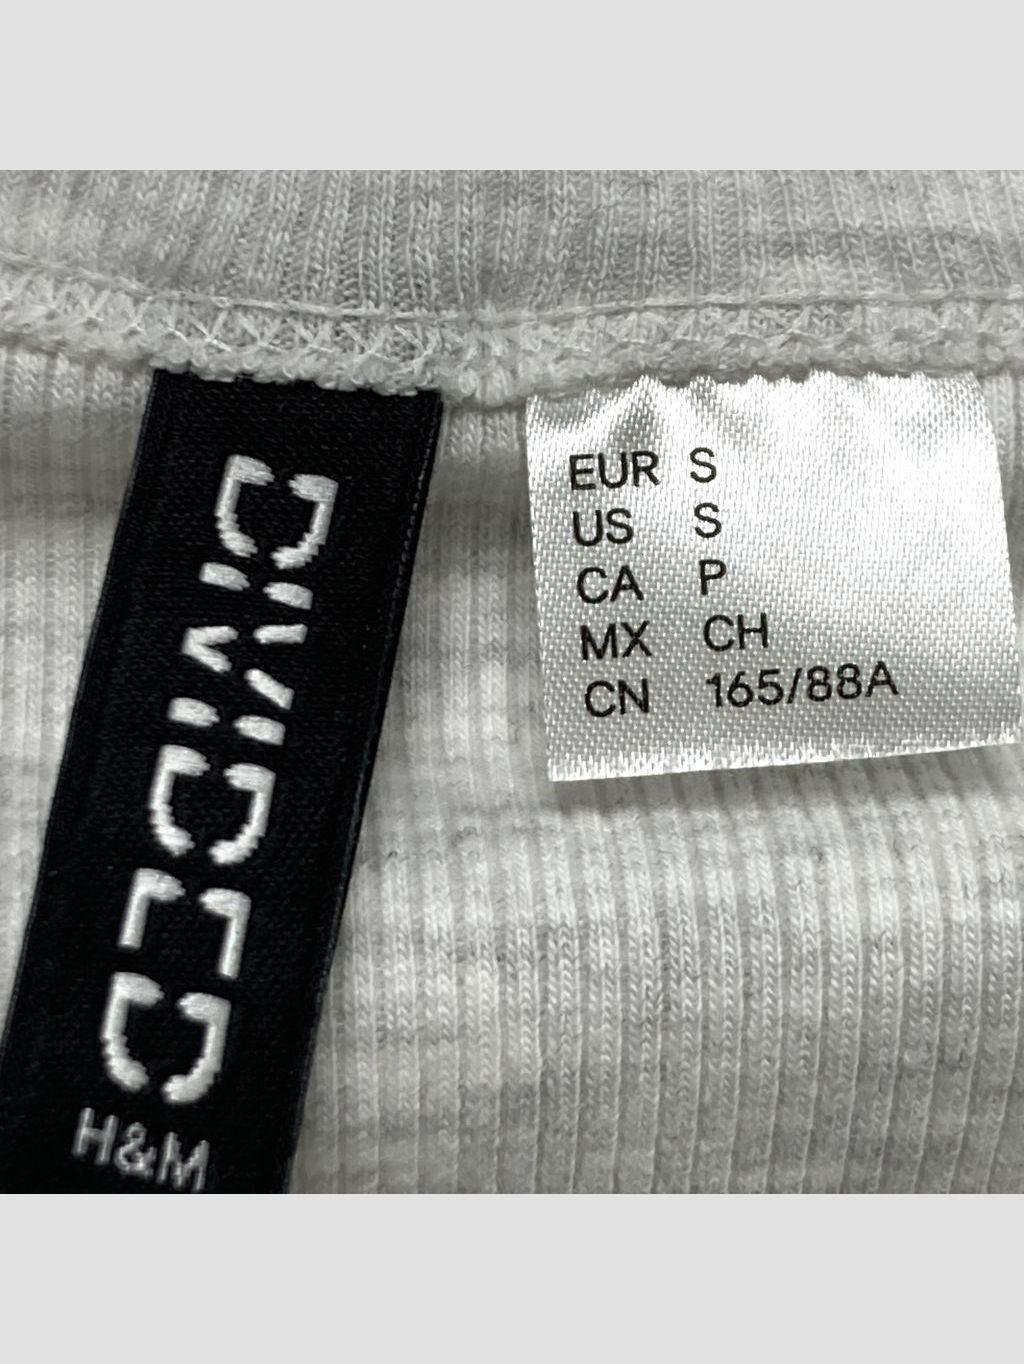 DIVIDED
H&M
EUR S
US S
CA P
MX CH
CN 165/88A